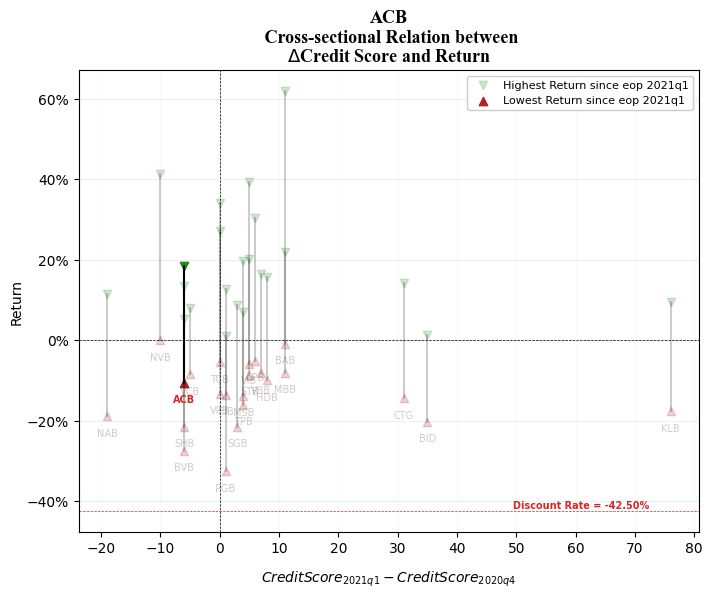 ACB
Cross-sectional Relation between
ΔCredit Score and Return
Highest Return since eop 2021q1
Lowest Return since eop 2021q1
Return
60%
40%
20%
0%
−20%
−40%
NVB
BAB
TCB
MBB
HDB
ACB
VPB
MSB
TPB
CTG
NAB
SHB
SGB
BID
KLB
BVB
PGB
Discount Rate = -42.50%
−20 −10 0 10 20 30 40 50 60 70 80
CreditScore2021q1 − CreditScore2020q4